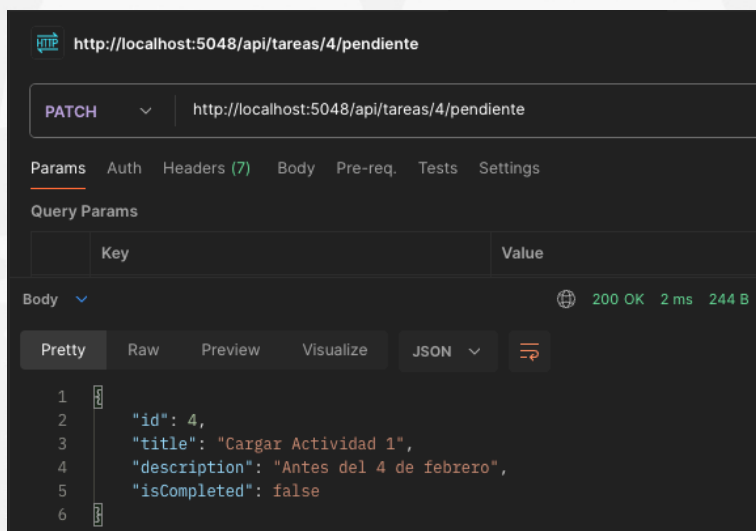 HTTP http://localhost:5048/api/tareas/4/pendiente
PATCH http://localhost:5048/api/tareas/4/pendiente
Params Auth Headers (7) Body Pre-req. Tests Settings
Query Params
Key Value
Body 200 OK 2 ms 244 B
Pretty Raw Preview Visualize JSON
1 {
2 "id": 4,
3 "title": "Cargar Actividad 1",
4 "description": "Antes del 4 de febrero",
5 "isCompleted": false
6 }